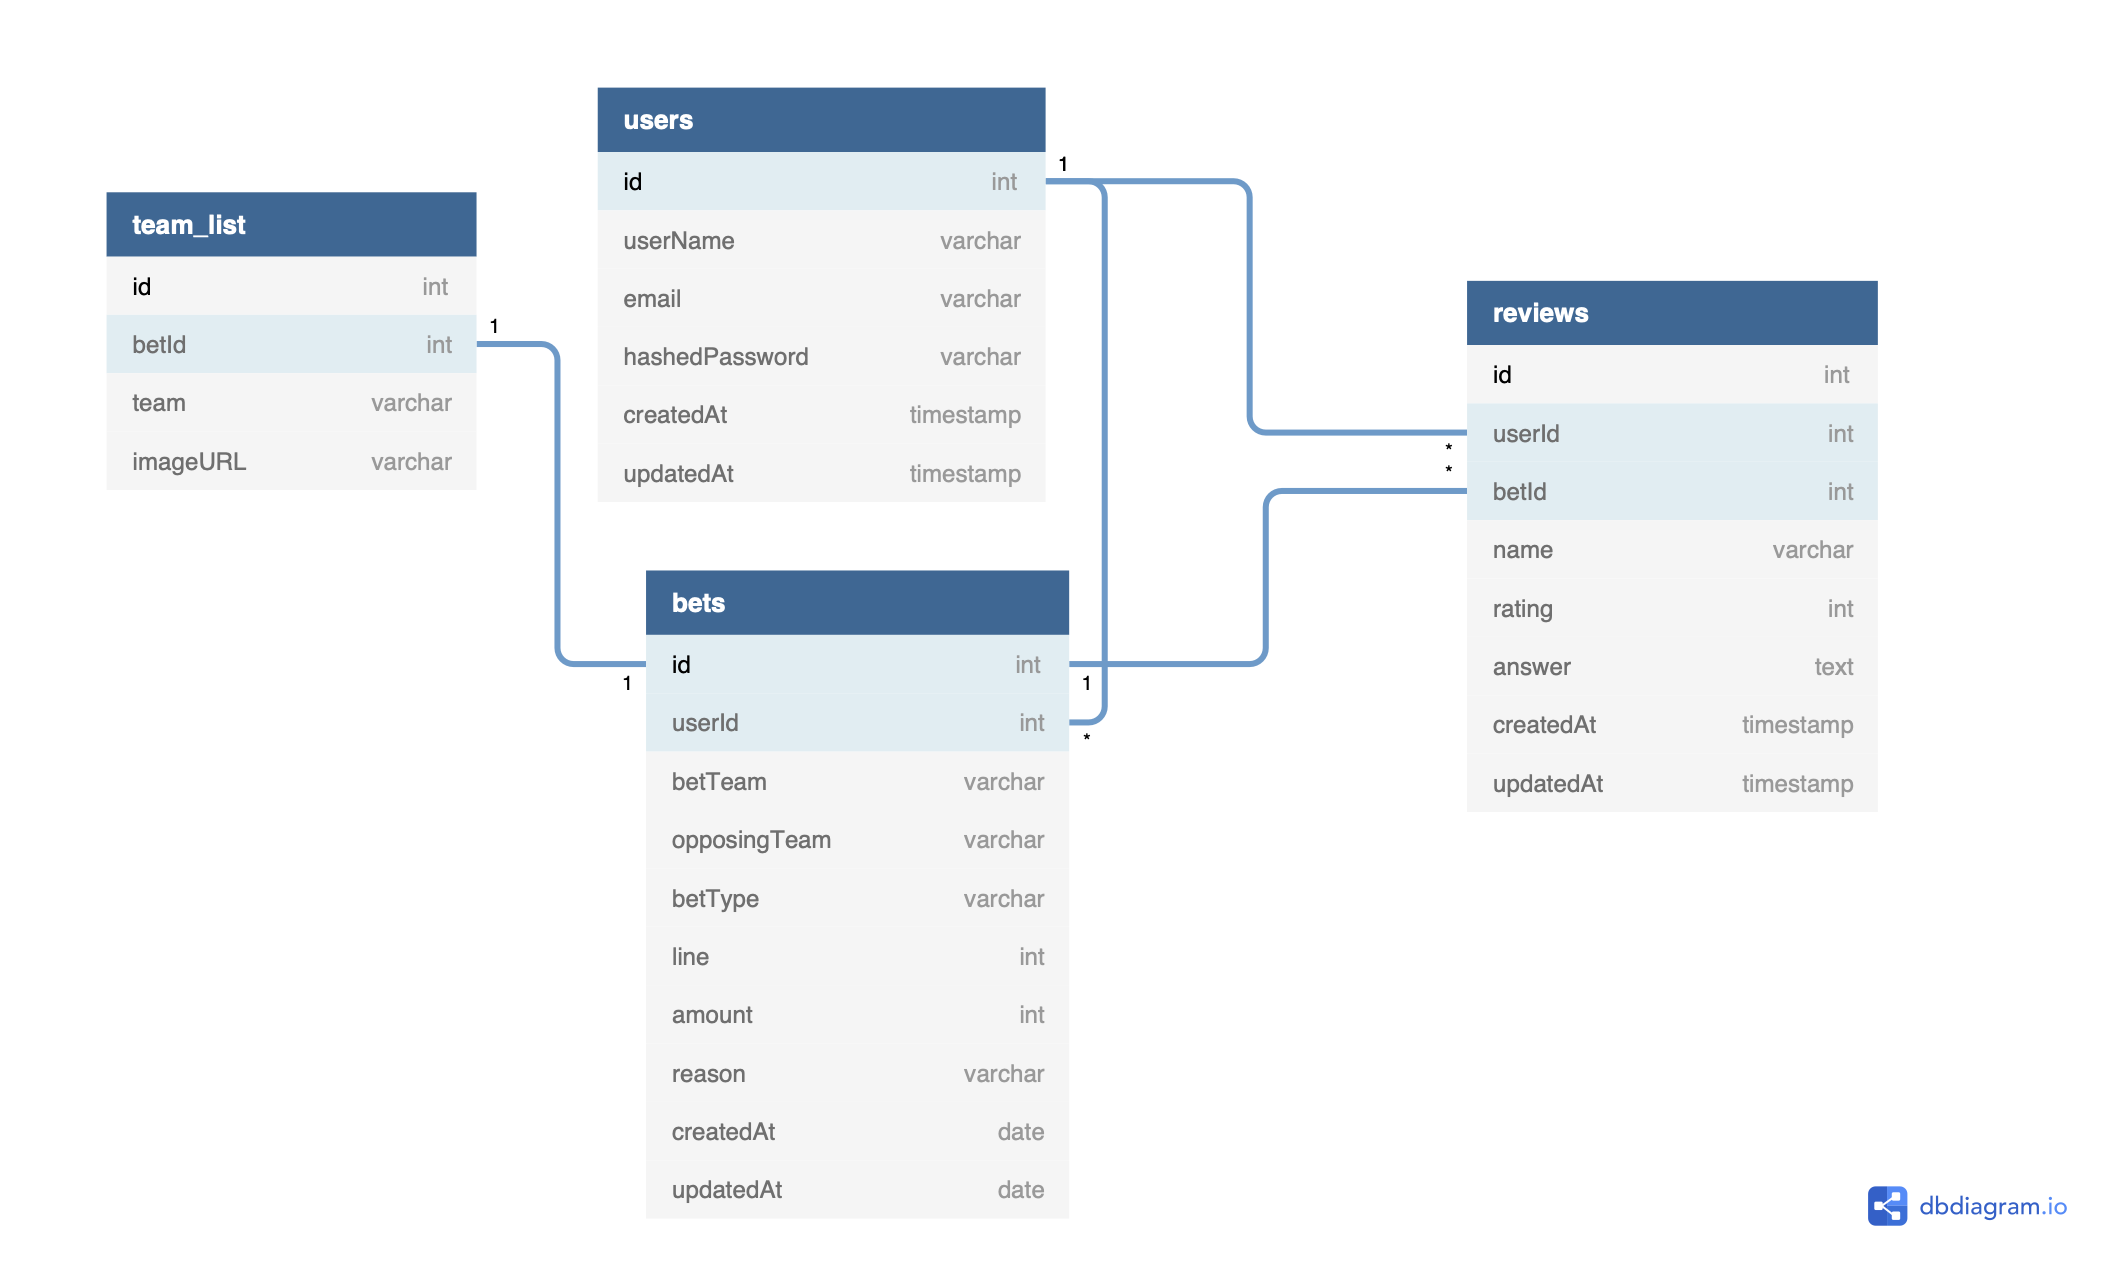 team_list
id int
betId int
team varchar
imageURL varchar
1
users
id int
userName varchar
email varchar
hashedPassword varchar
createdAt timestamp
updatedAt timestamp
1
bets
id int
userId int
betTeam varchar
opposingTeam varchar
betType varchar
line int
amount int
reason varchar
createdAt date
updatedAt date
1
1
*
reviews
id int
userId int
betId int
name varchar
rating int
answer text
createdAt timestamp
updatedAt timestamp
*
*
dbdiagram.io